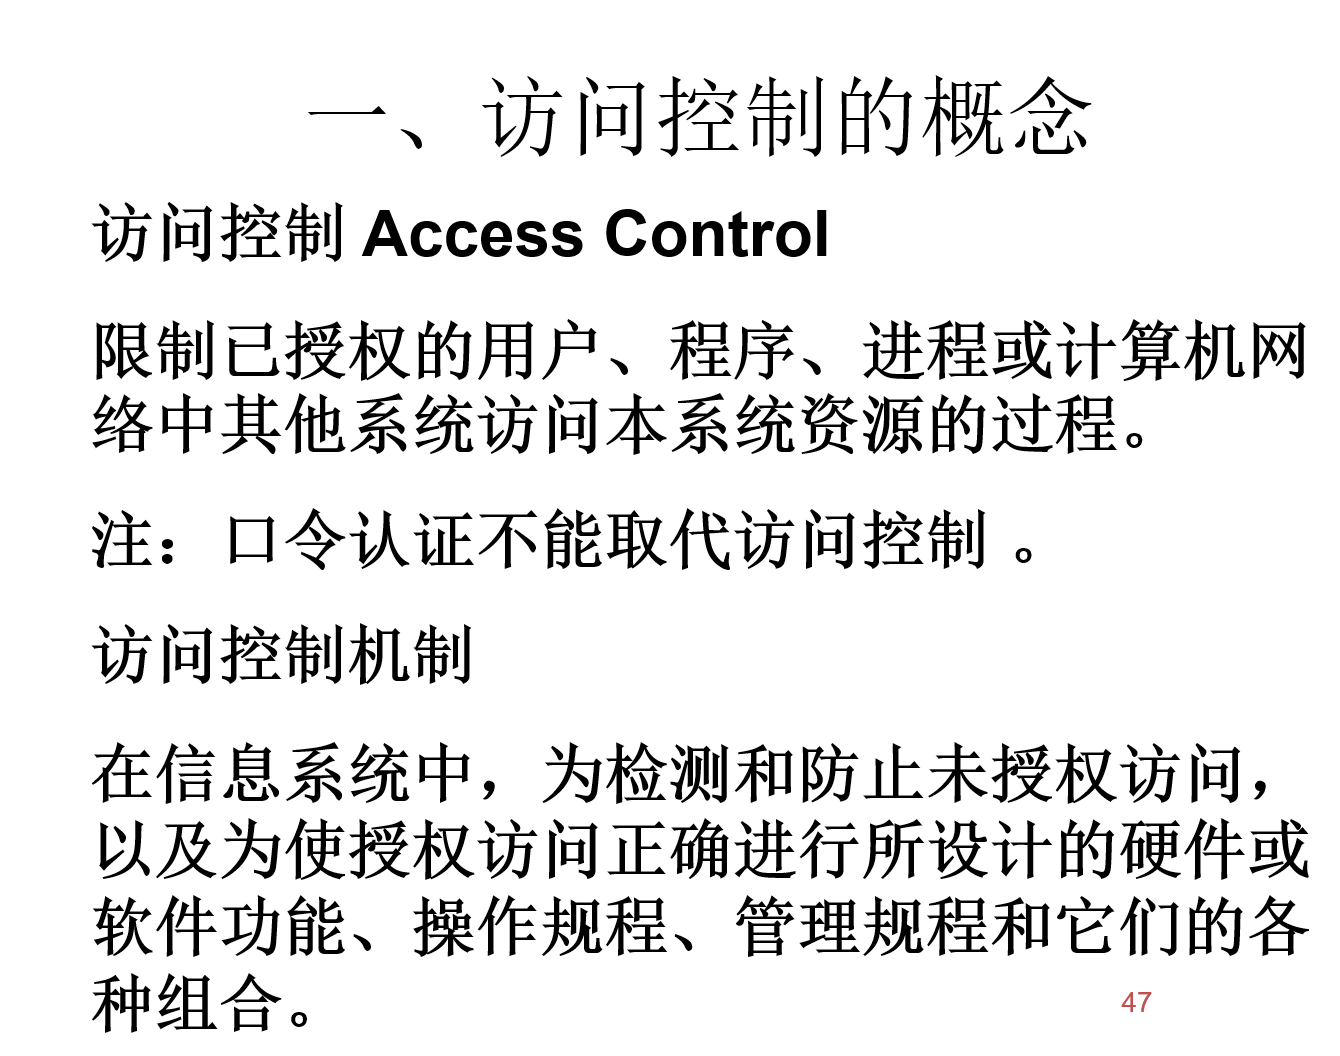 一、访问控制的概念
访问控制 Access Control
限制已授权的用户、程序、进程或计算机网
络中其他系统访问本系统资源的过程。
注：口令认证不能取代访问控制 。
访问控制机制
在信息系统中，为检测和防止未授权访问，
以及为使授权访问正确进行所设计的硬件或
软件功能、操作规程、管理规程和它们的各
种组合。
47